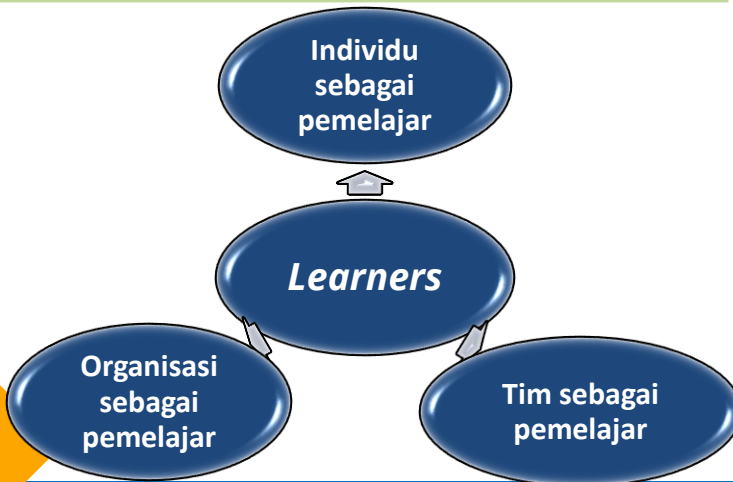 Individu
sebagai
pemelajar
Learners
Organisasi
sebagai
pemelajar
Tim sebagai
pemelajar